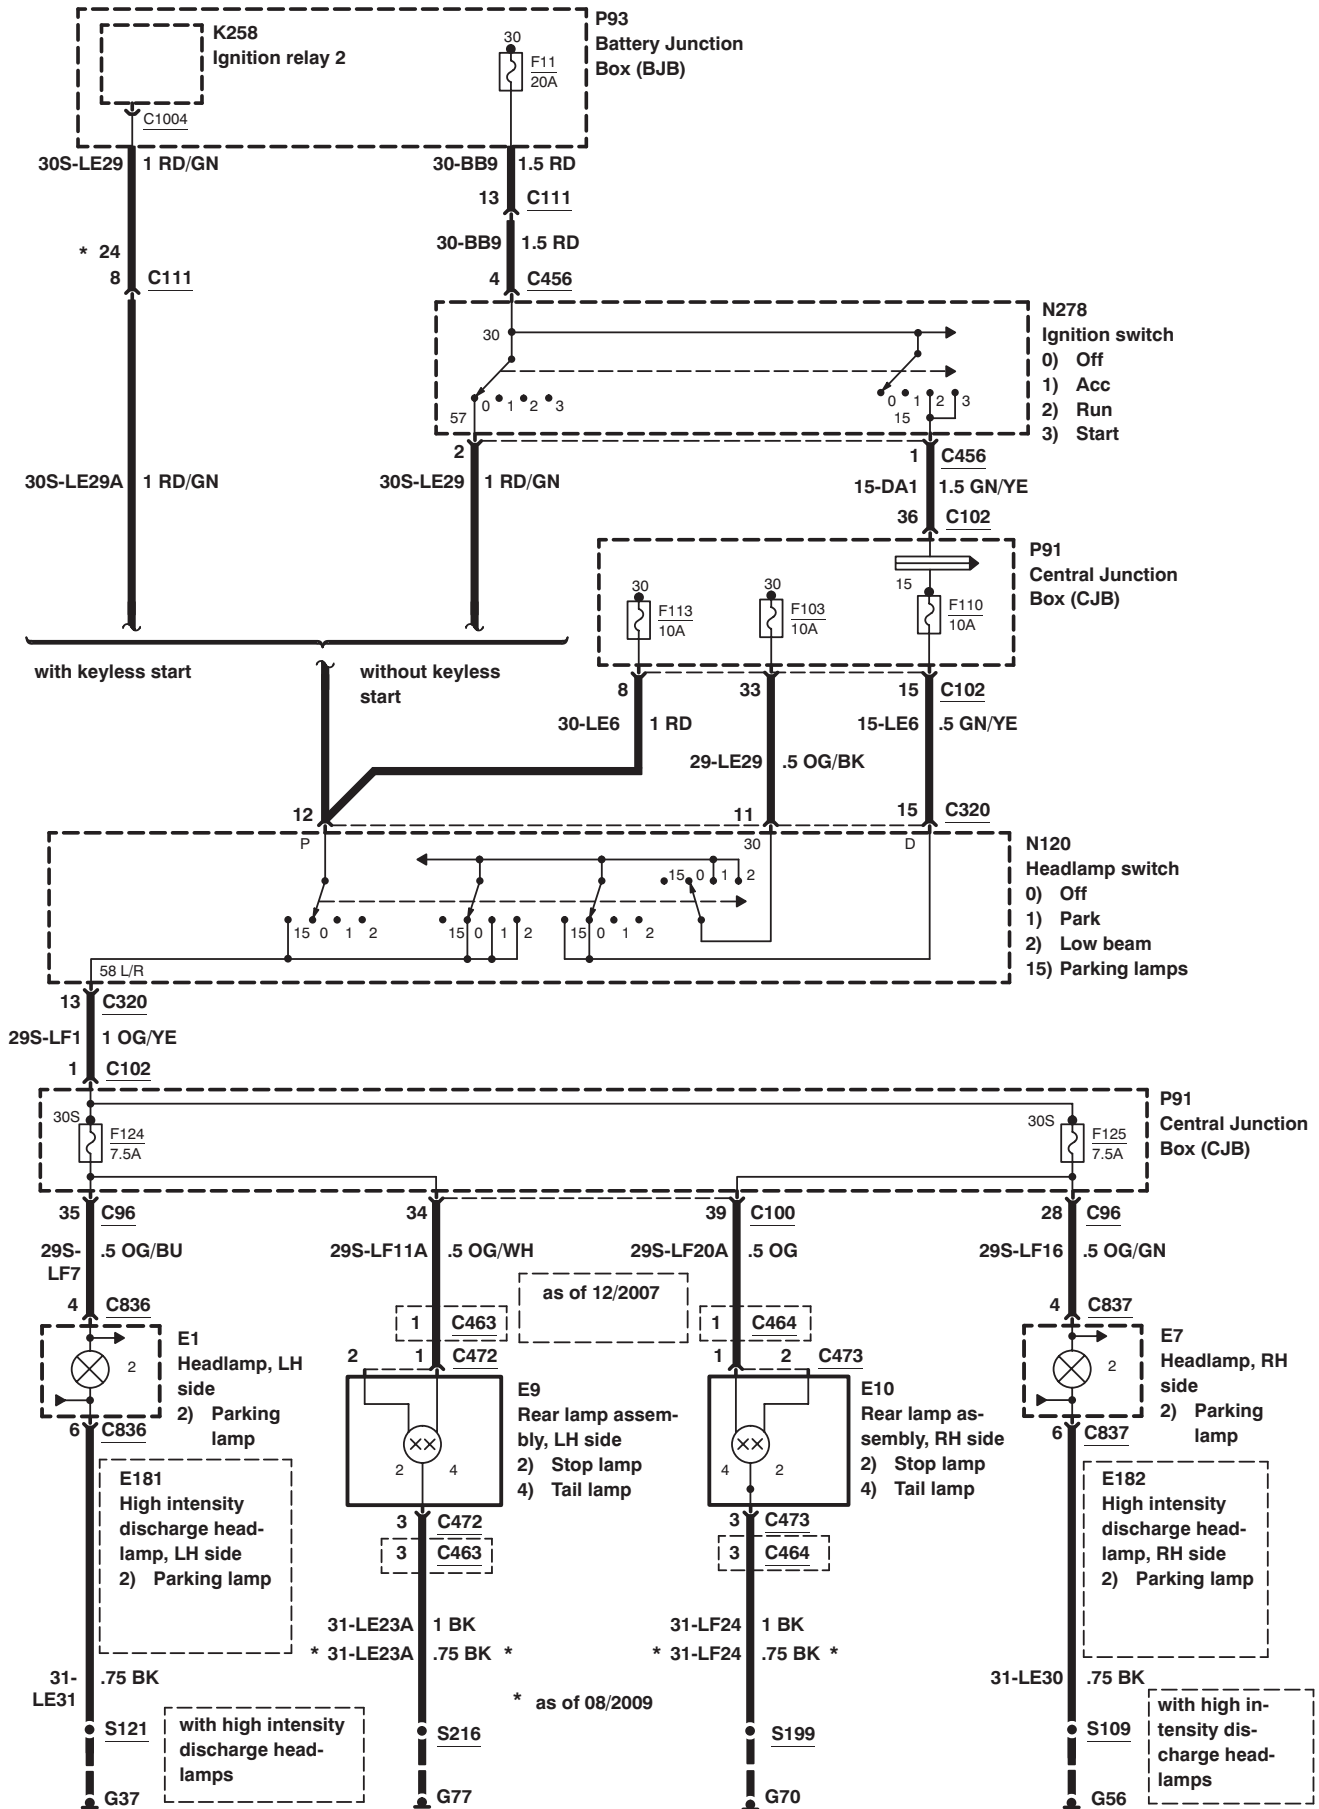 K258
Ignition relay 2
C1004
30
F11
20A
P93
Battery Junction
Box (BJB)
30S-LE29 1 RD/GN
30-BB9 1.5 RD
13 C111
* 24
8 C111
30-BB9 1.5 RD
4 C456
30
0 1 2 3
57
0 1 2 3
15
N278
Ignition switch
0) Off
1) Acc
2) Run
3) Start
2
1 C456
30S-LE29A 1 RD/GN
30S-LE29 1 RD/GN
15-DA1 1.5 GN/YE
36 C102
30
F113
10A
30
F103
10A
15
F110
10A
P91
Central Junction
Box (CJB)
with keyless start
without keyless
start
8 33 15 C102
30-LE6 1 RD
15-LE6 .5 GN/YE
29-LE29 .5 OG/BK
12 11 15 C320
P 30 D
15 0 1 2
15 0 1 2
15 0 1 2
15 0 1 2
58 L/R
N120
Headlamp switch
0) Off
1) Park
2) Low beam
15) Parking lamps
13 C320
29S-LF1 1 OG/YE
1 C102
30S
F124
7.5A
30S
F125
7.5A
P91
Central Junction
Box (CJB)
35 C96
34
39 C100
28 C96
29S-
LF7
.5 OG/BU
29S-LF11A .5 OG/WH
29S-LF20A .5 OG
29S-LF16 .5 OG/GN
as of 12/2007
4 C836
1 C463
1 C464
4 C837
2 1 C472
1 2 C473
2
E1
Headlamp, LH
side
2) Parking
lamp
6 C836
2 4
E9
Rear lamp assem-
bly, LH side
2) Stop lamp
4) Tail lamp
4 2
E10
Rear lamp as-
sembly, RH side
2) Stop lamp
4) Tail lamp
2
E7
Headlamp, RH
side
2) Parking
lamp
6 C837
E181
High intensity
discharge head-
lamp, LH side
2) Parking lamp
3 C472
3 C463
3 C473
3 C464
E182
High intensity
discharge head-
lamp, RH side
2) Parking lamp
31-LE23A 1 BK
* 31-LE23A .75 BK *
31-LF24 1 BK
* 31-LF24 .75 BK *
31-
LE31
.75 BK
31-LE30 .75 BK
* as of 08/2009
S121
with high intensity
discharge head-
lamps
S216
S199
S109
with high in-
tensity dis-
charge head-
lamps
G37
G77
G70
G56